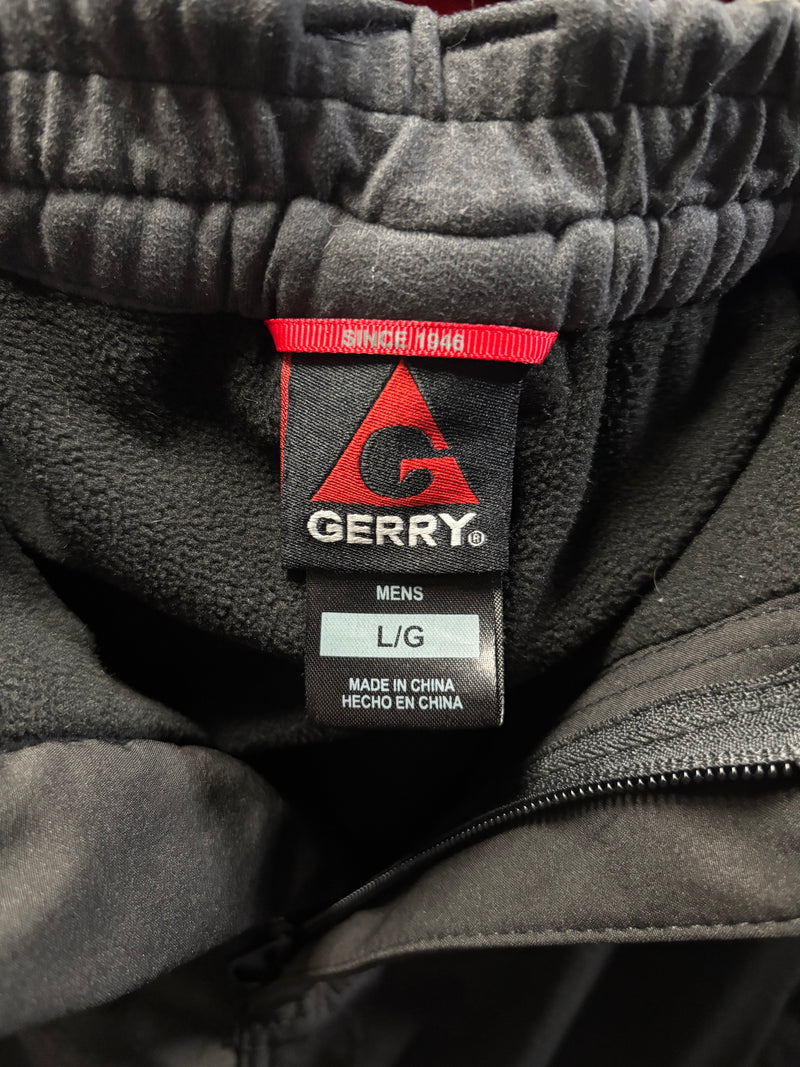 SINCE 1946
G
GERRY®
MENS
L/G
MADE IN CHINA
HECHO EN CHINA